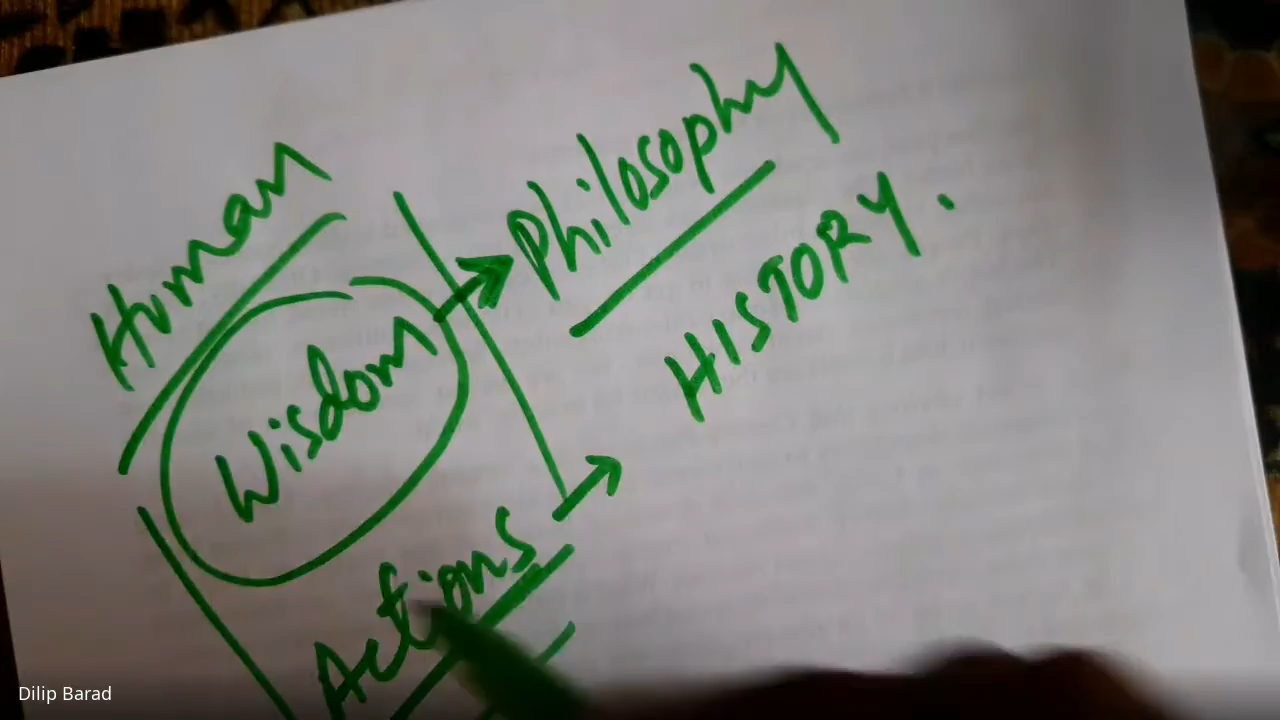 Human
Wisdom
Philosophy
HISTORY.
Actions
Dilip Barad